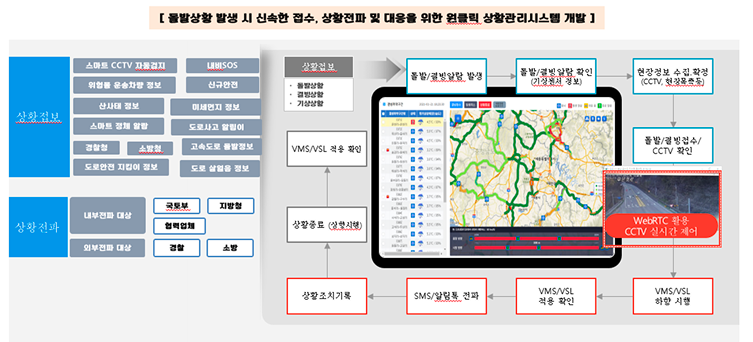 [ 돌발상황 발생 시 신속한 접수, 상황전파 및 대응을 위한 원클릭 상황관리시스템 개발 ]
상황접보
스마트 CCTV 자동검지
내비SOS
위험물 운송차량 정보
신규안전
산사태 정보
미세먼지 정보
스마트 정체 알람
도로사고 알림이
경찰청
소방청
고속도로 돌발정보
도로안전 지킴이 정보
도로 살얼음 정보
상황전파
내부전파 대상
국토부
지방청
협력업체
외부전파 대상
경찰
소방
상황접보
• 돌발상황
• 결빙상황
• 기상상황
돌발/결빙알람 발생
돌발/결빙알람 확인
(기상센서 정보)
현장정보 수집,확정
(CCTV, 현장목측등)
돌발/결빙접수/
CCTV 확인
WebRTC 활용
CCTV 실시간 제어
VMS/VSL
하향 시행
VMS/VSL
적용 확인
SMS/알림톡 전파
상황조치기록
상황종료 (상향시행)
VMS/VSL 적용 확인